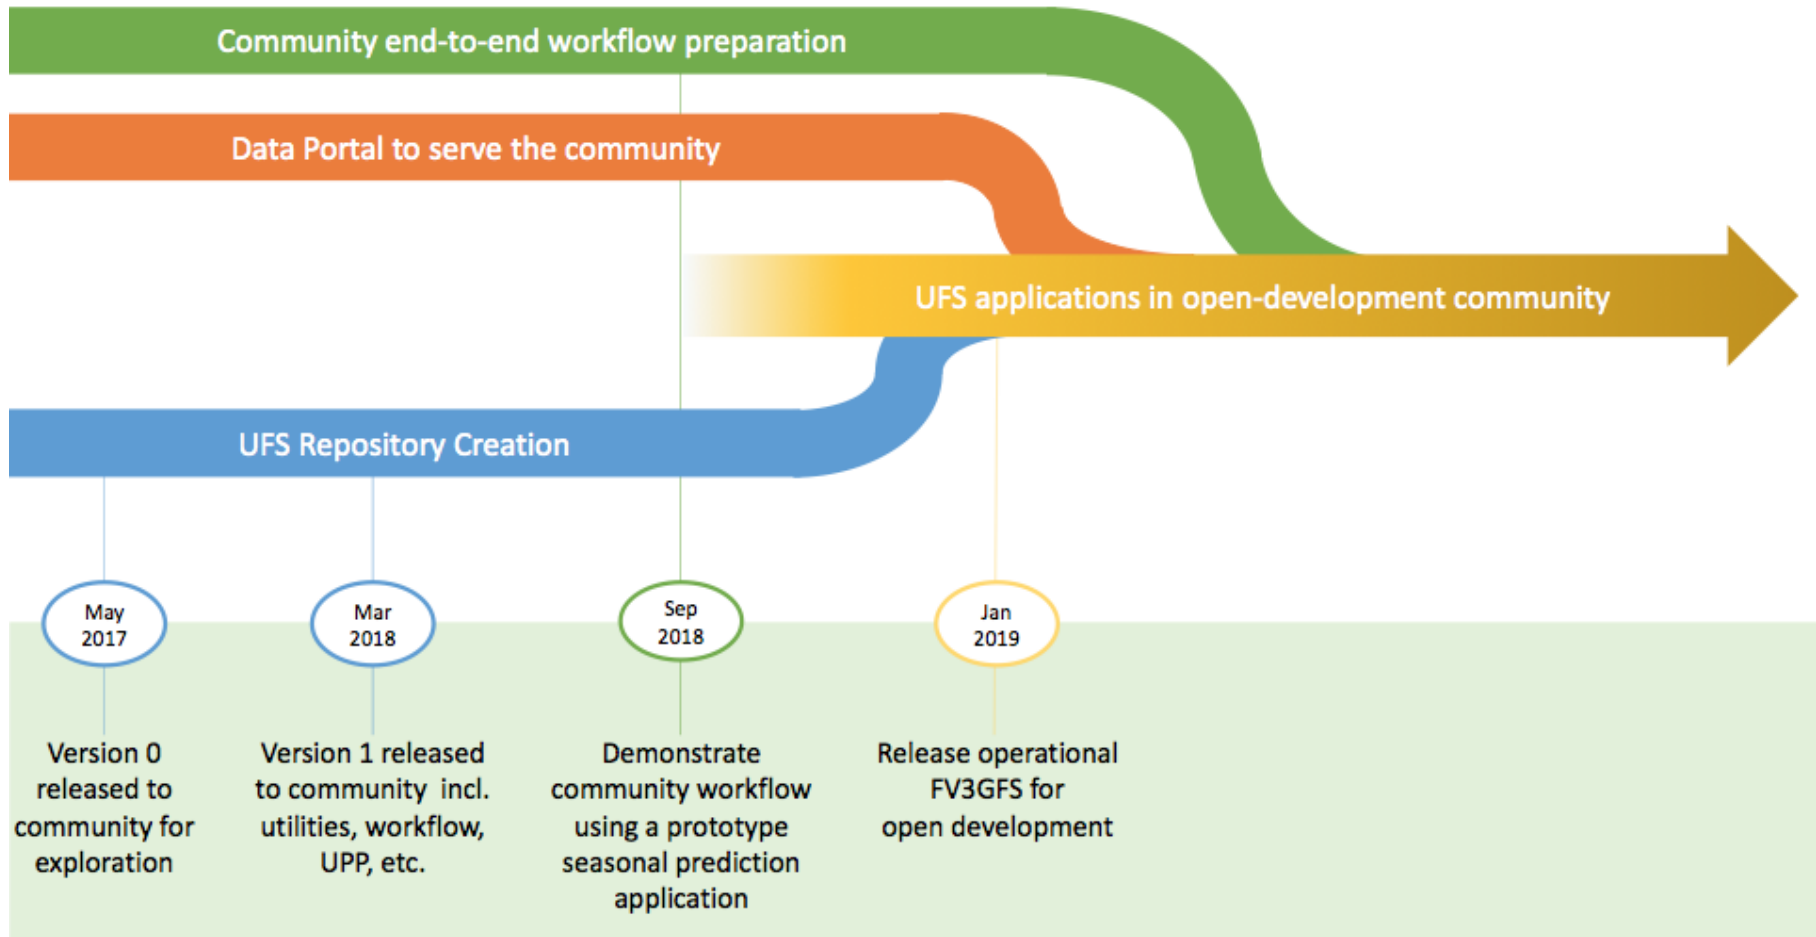 Community end-to-end workflow preparation
Data Portal to serve the community
UFS applications in open-development community
UFS Repository Creation
May
2017
Mar
2018
Sep
2018
Jan
2019
Version 0
released to
community for
exploration
Version 1 released
to community incl.
utilities, workflow,
UPP, etc.
Demonstrate
community workflow
using a prototype
seasonal prediction
application
Release operational
FV3GFS for
open development